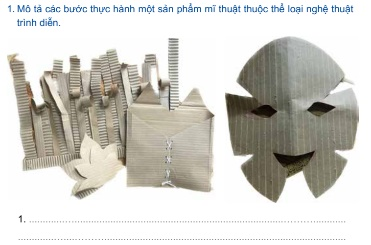 1. Mô tả các bước thực hành một sản phẩm mĩ thuật thuộc thể loại nghệ thuật
trình diễn.
1. ........................................................................................................
........................................................................................................